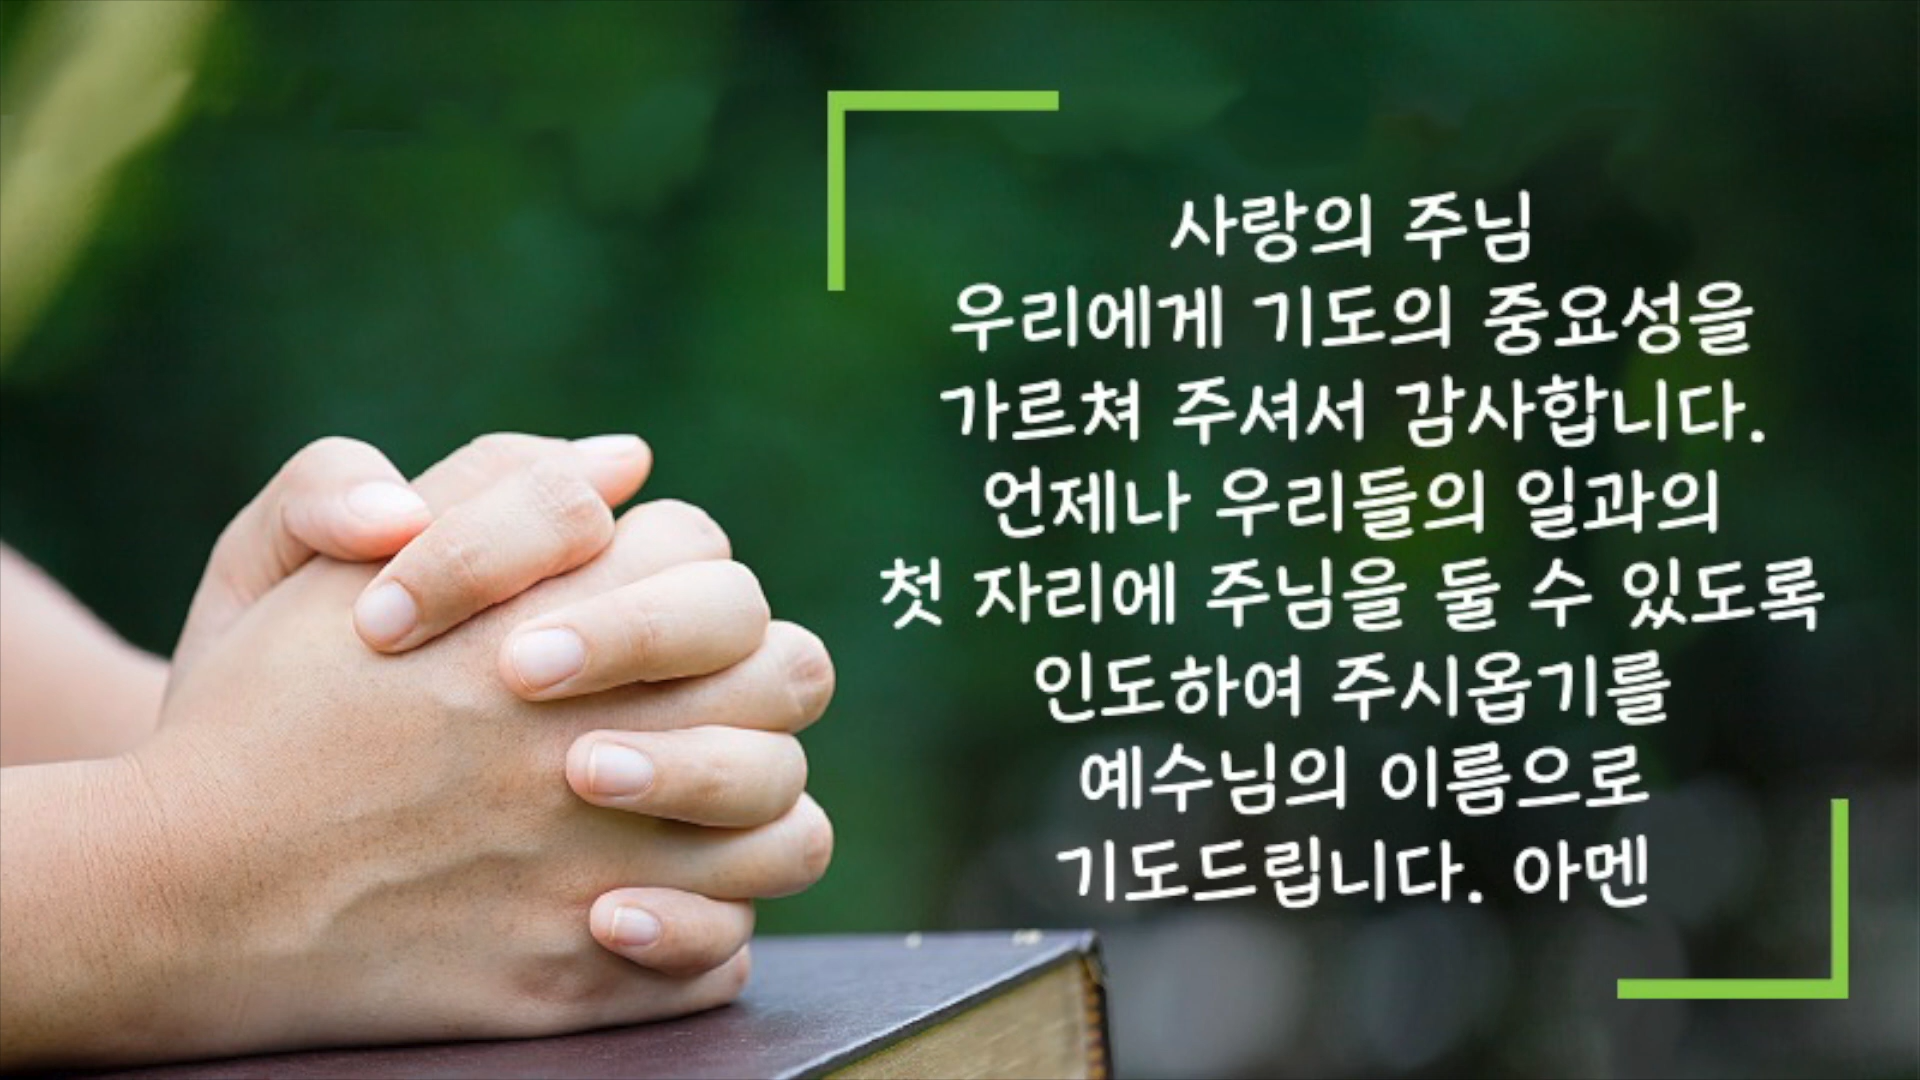 사랑의 주님
우리에게 기도의 중요성을
가르쳐 주셔서 감사합니다.
언제나 우리들의 일과의
첫 자리에 주님을 둘 수 있도록
인도하여 주시옵기를
예수님의 이름으로
기도드립니다. 아멘